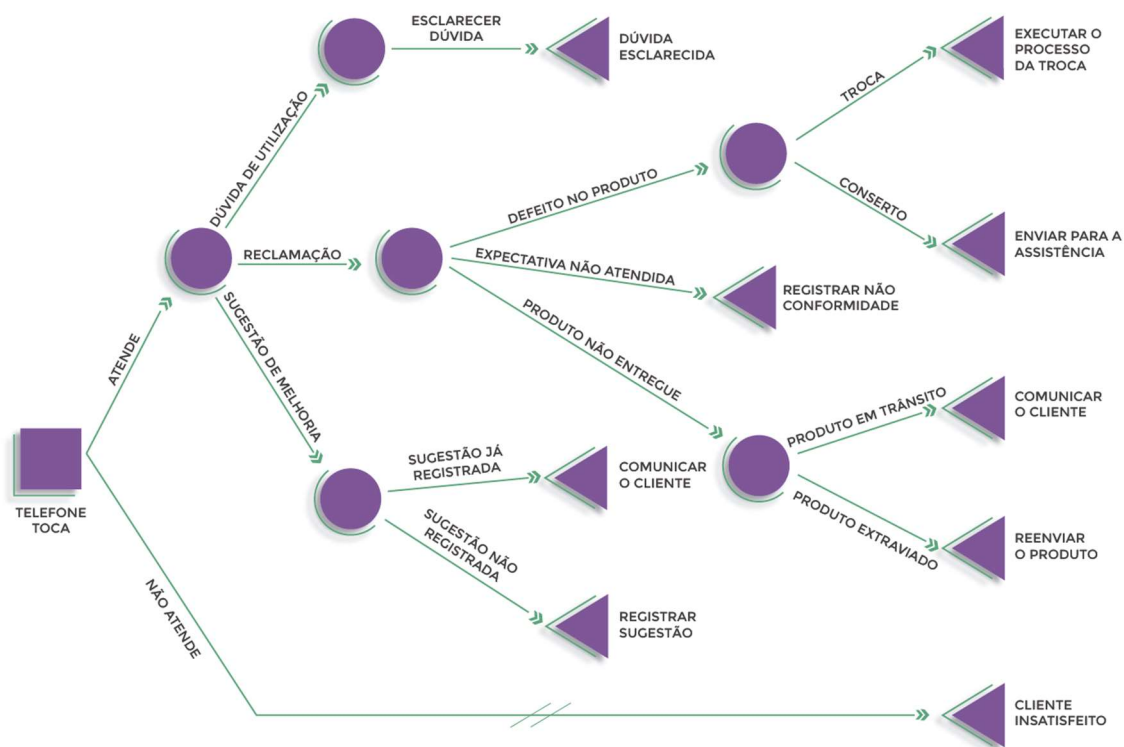 ESCLARECER
DÚVIDA
DÚVIDA
ESCLARECIDA
EXECUTAR O
PROCESSO
DA TROCA
TROCA
DÚVIDA DE UTILIZAÇÃO
DEFEITO NO PRODUTO
CONSERTO
ENVIAR PARA A
ASSISTÊNCIA
RECLAMAÇÃO
EXPECTATIVA NÃO ATENDIDA
REGISTRAR NÃO
CONFORMIDADE
SUGESTÃO DE MELHORIA
PRODUTO NÃO ENTREGUE
ATENDE
PRODUTO EM TRÂNSITO
COMUNICAR
O CLIENTE
SUGESTÃO JÁ
REGISTRADA
COMUNICAR
O CLIENTE
TELEFONE
TOCA
SUGESTÃO NÃO
REGISTRADA
PRODUTO EXTRAVIADO
REENVIAR
O PRODUTO
NÃO ATENDE
REGISTRAR
SUGESTÃO
CLIENTE
INSATISFEITO